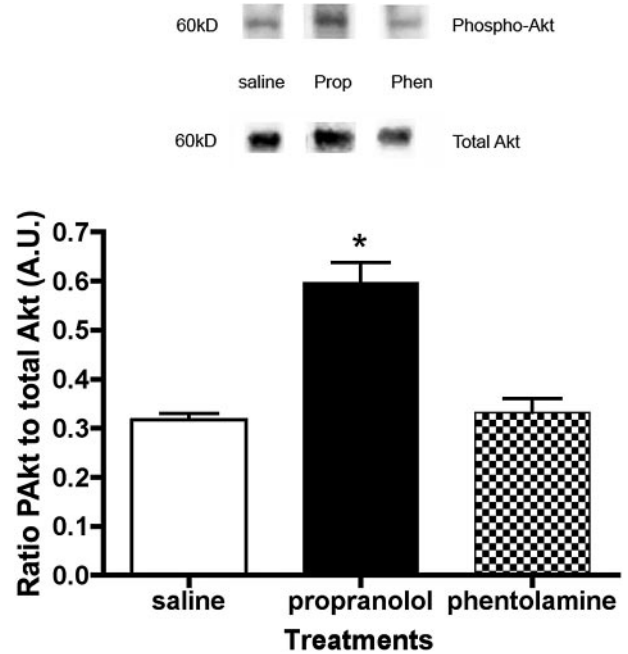 60kD Phospho-Akt
saline Prop Phen
60kD Total Akt
Ratio PAkt to total Akt (A.U.)
0.7
*
0.6
0.5
0.4
0.3
0.2
0.1
0.0
saline propranolol phentolamine
Treatments